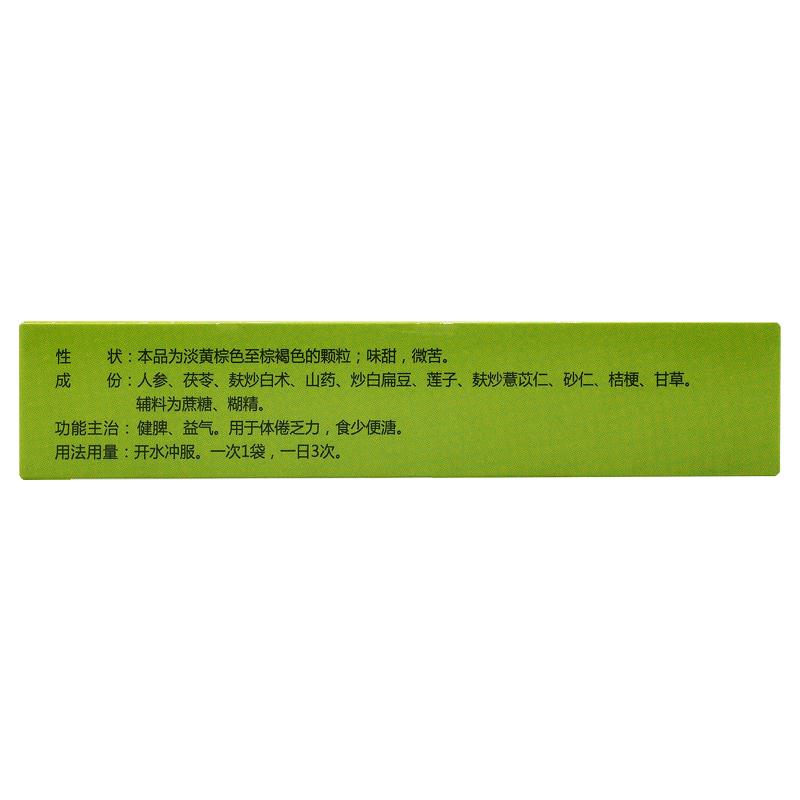 性　　状：本品为淡黄棕色至棕褐色的颗粒；味甜，微苦。
成　　份：人参、茯苓、麸炒白术、山药、炒白扁豆、莲子、麸炒薏苡仁、砂仁、桔梗、甘草。
辅料为蔗糖、糊精。
功能主治：健脾、益气。用于体倦乏力，食少便溏。
用法用量：开水冲服。一次1袋，一日3次。